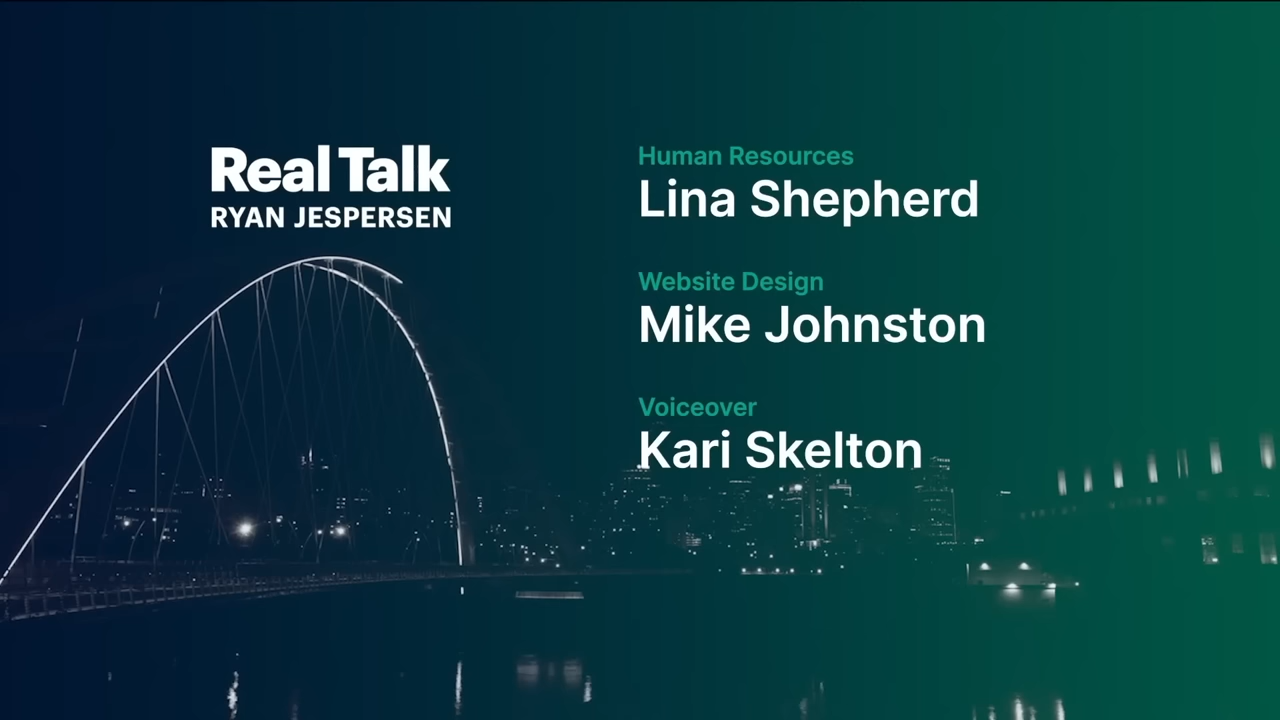 Real Talk
RYAN JESPERSEN
Human Resources
Lina Shepherd
Website Design
Mike Johnston
Voiceover
Kari Skelton